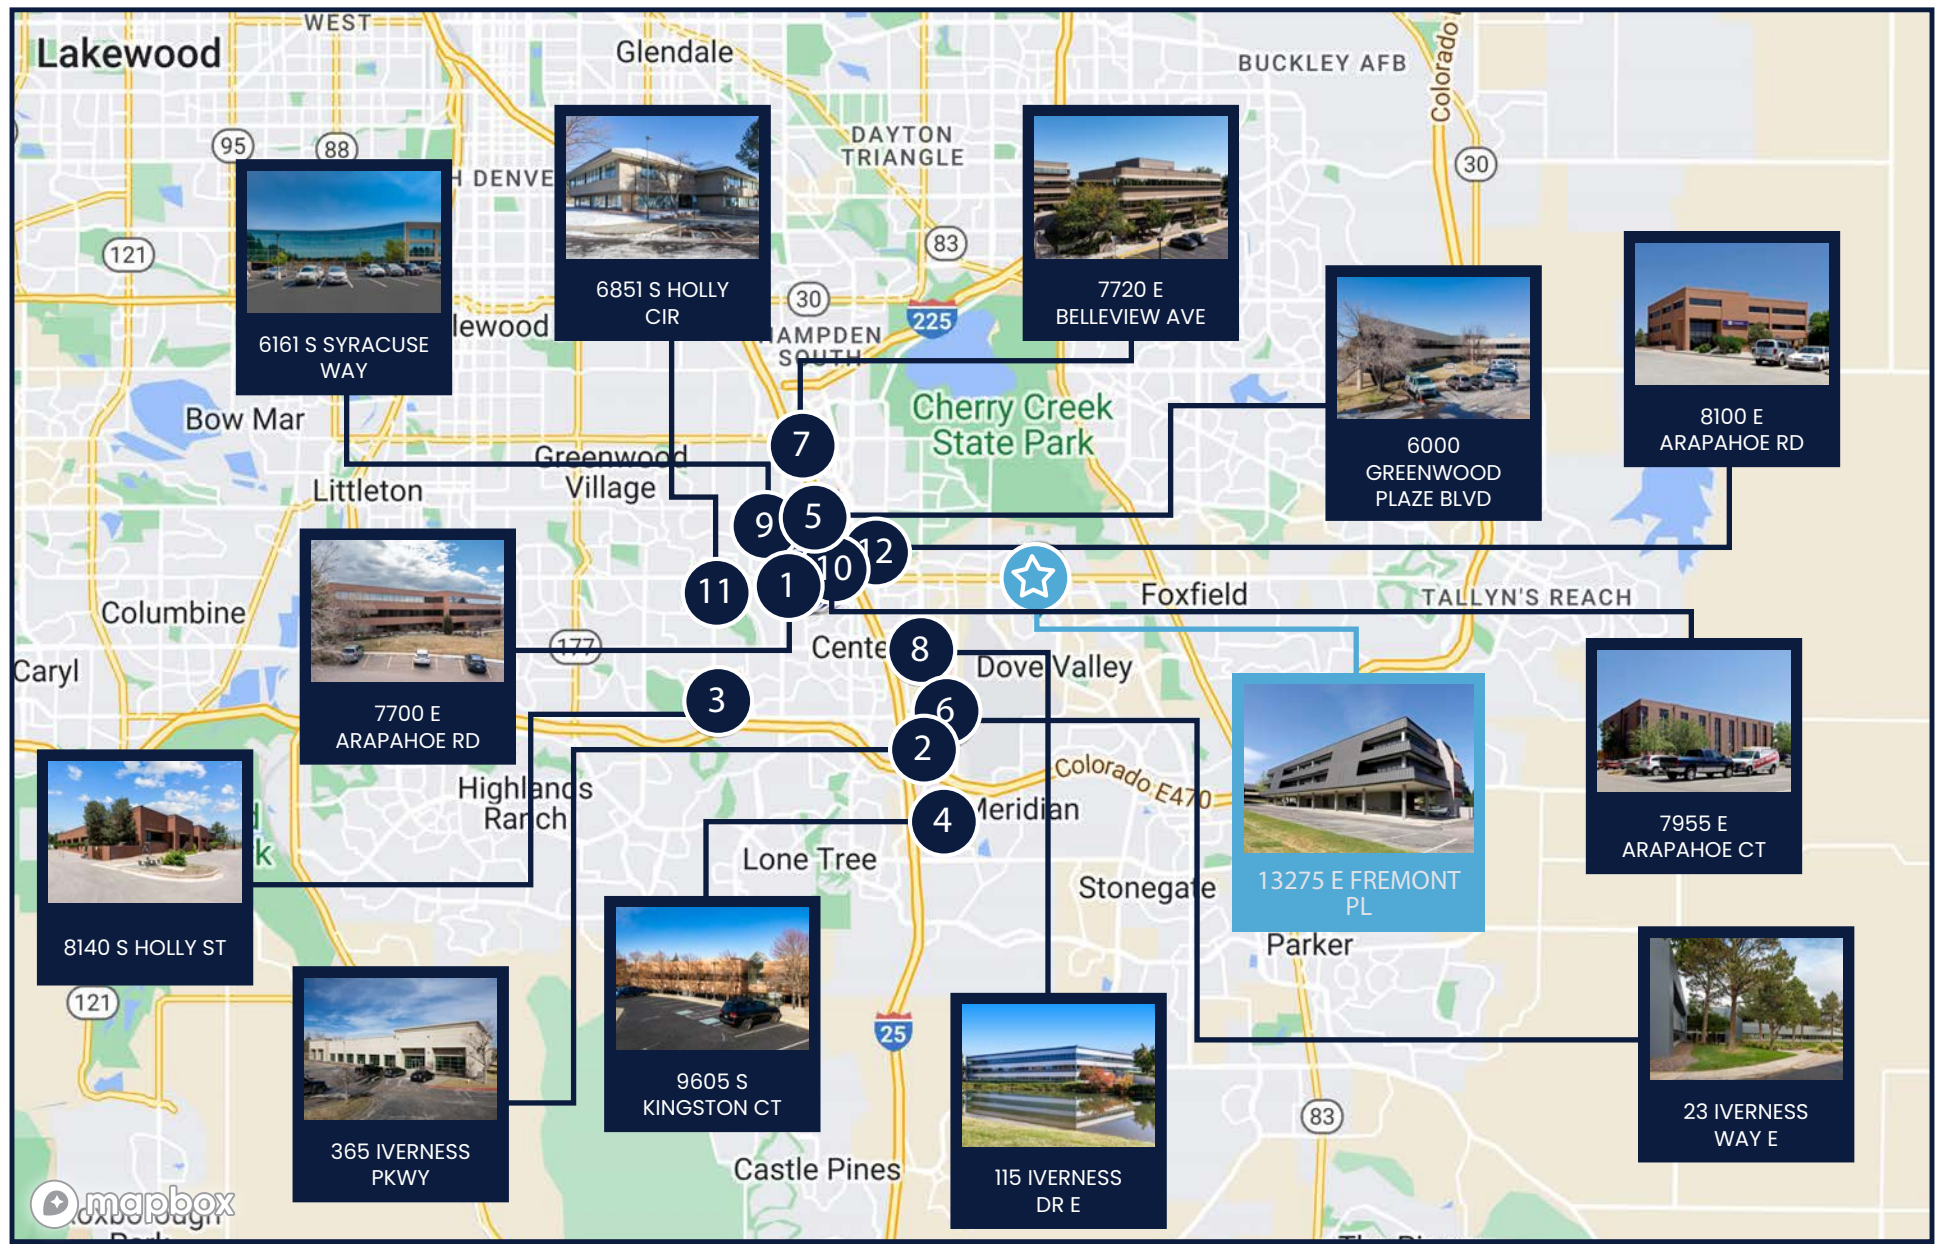 WEST
Lakewood
Glendale
BUCKLEY AFB
Colorado
DAYTON
TRIANGLE
95
88
30
H DENVE
121
83
6851 S HOLLY
CIR
30
7720 E
BELLEVIEW AVE
225
lewood
HAMPDEN
SOUTH
6161 S SYRACUSE
WAY
Bow Mar
Cherry Creek
State Park
8100 E
ARAPAHOE RD
7
6000
GREENWOOD
PLAZE BLVD
Greenwood
Village
Littleton
9
5
12
10
1
11
Foxfield
TALLYN'S REACH
Columbine
177
Cente
8
Dove Valley
Caryl
3
6
7700 E
ARAPAHOE RD
2
Colorado E470
Highlands
Ranch
4
Meridian
7955 E
ARAPAHOE CT
d
k
Lone Tree
Stonegate
13275 E FREMONT
PL
8140 S HOLLY ST
Parker
121
25
9605 S
KINGSTON CT
83
23 IVERNESS
WAY E
365 IVERNESS
PKWY
Castle Pines
115 IVERNESS
DR E
mapbox